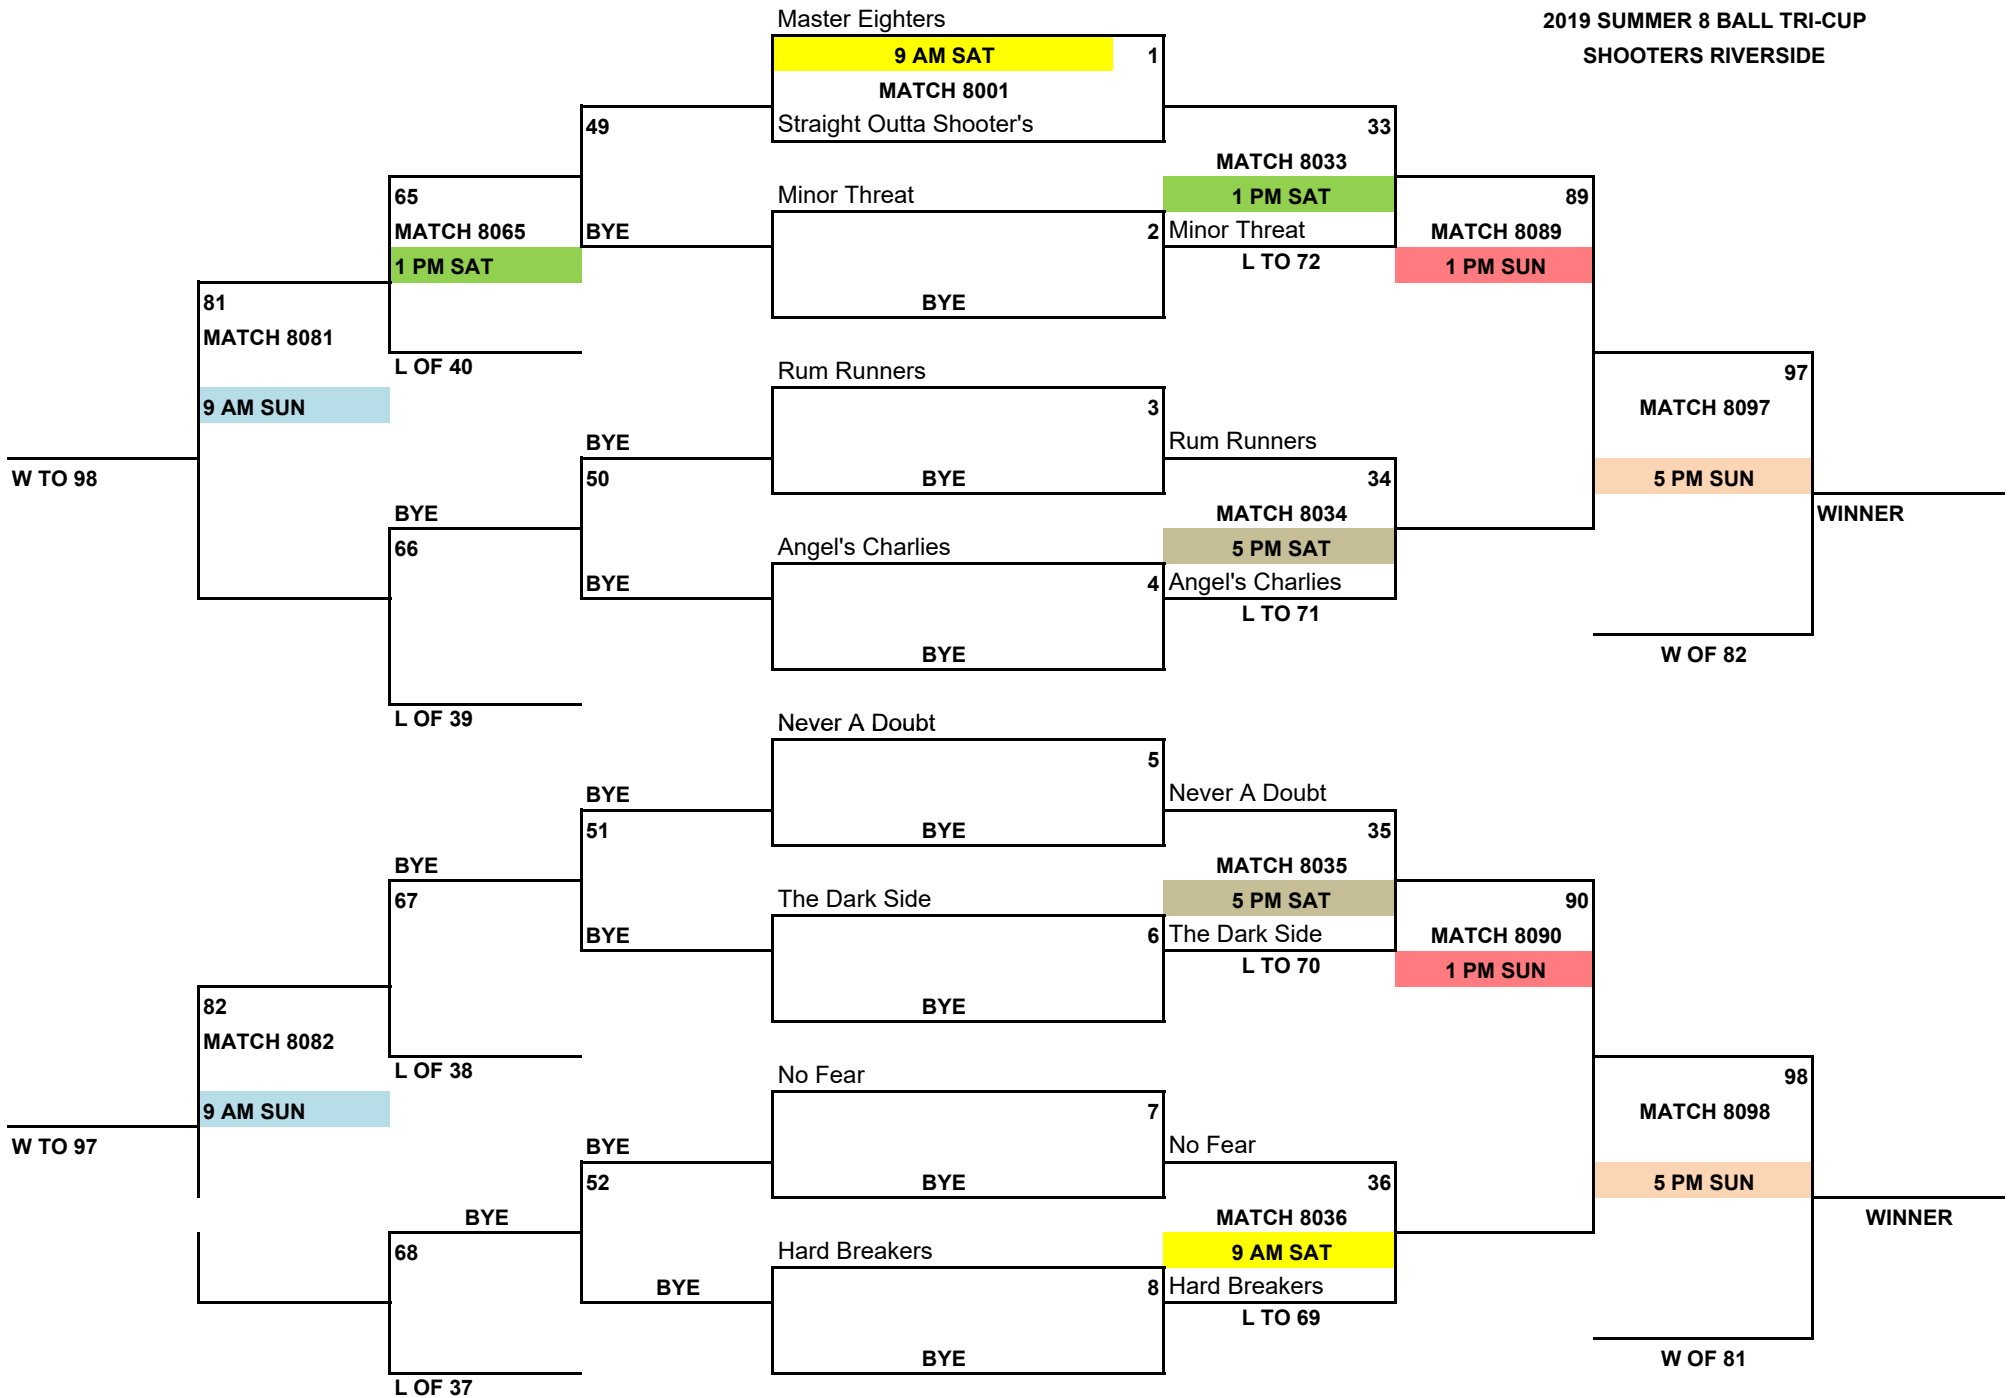 Master Eighters
2019 SUMMER 8 BALL TRI-CUP
9 AM SAT 1
SHOOTERS RIVERSIDE
MATCH 8001
49 Straight Outta Shooter's 33
MATCH 8033
65 Minor Threat 1 PM SAT 89
MATCH 8065 BYE 2 Minor Threat MATCH 8089
1 PM SAT L TO 72 1 PM SUN
81 BYE
MATCH 8081
L OF 40 Rum Runners 97
9 AM SUN 3 MATCH 8097
BYE Rum Runners
W TO 98 50 BYE 34 5 PM SUN
BYE MATCH 8034 WINNER
66 Angel's Charlies 5 PM SAT
BYE 4 Angel's Charlies
L TO 71
BYE W OF 82
L OF 39 Never A Doubt
5
BYE Never A Doubt
51 BYE 35
BYE MATCH 8035
67 The Dark Side 5 PM SAT 90
BYE 6 The Dark Side MATCH 8090
L TO 70 1 PM SUN
82 BYE
MATCH 8082
L OF 38 No Fear 98
9 AM SUN 7 MATCH 8098
W TO 97 BYE No Fear
52 BYE 36 5 PM SUN
BYE MATCH 8036 WINNER
68 Hard Breakers 9 AM SAT
BYE 8 Hard Breakers
L TO 69
BYE W OF 81
L OF 37